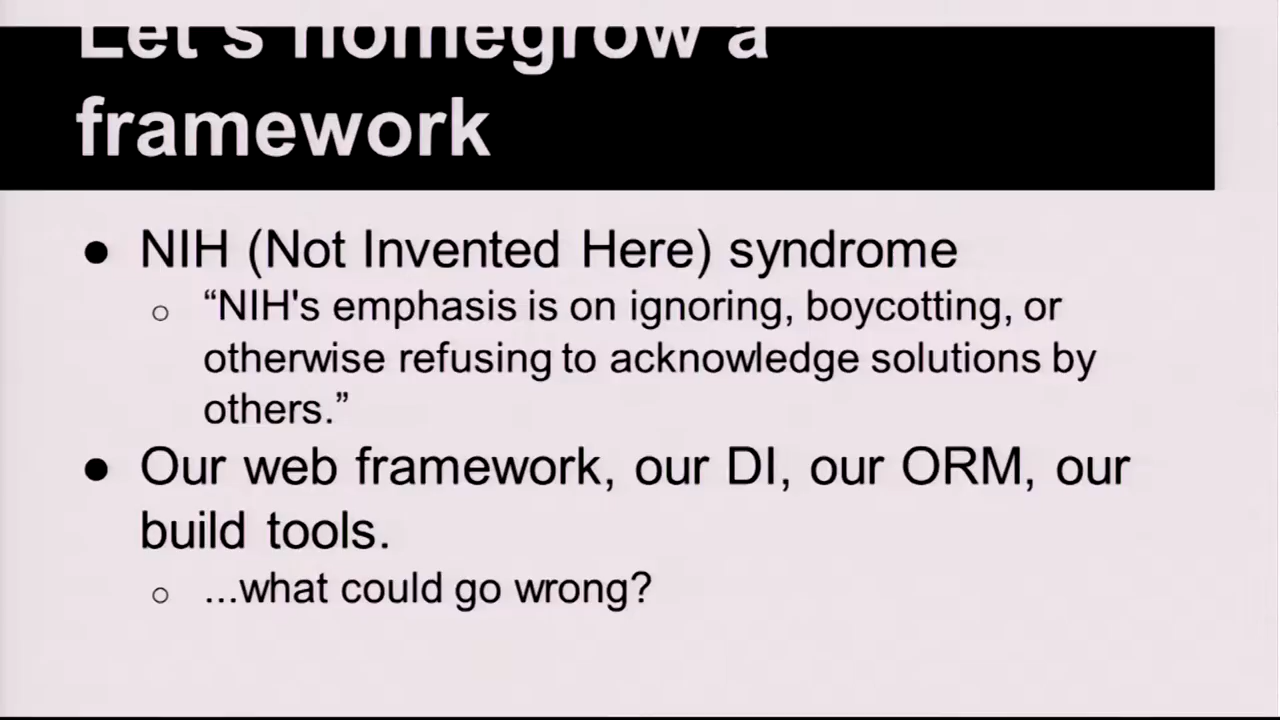 Let's homegrow a
framework
● NIH (Not Invented Here) syndrome
○ “NIH's emphasis is on ignoring, boycotting, or
otherwise refusing to acknowledge solutions by
others.”
● Our web framework, our DI, our ORM, our
build tools.
○ ...what could go wrong?